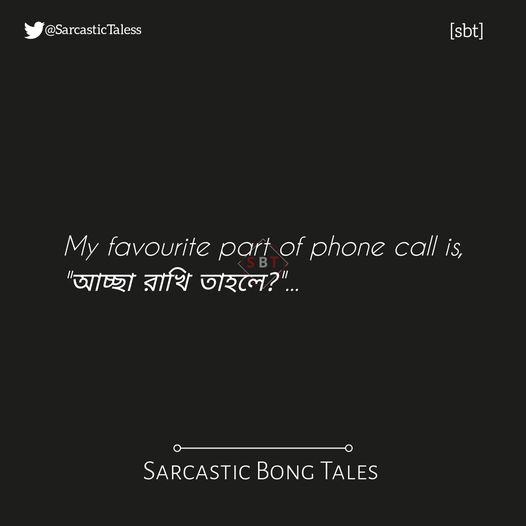 @SarcasticTaless
[sbt]
My favourite part of phone call is,
SBT
"আচ্ছা রাখি তাহলে?"...
SARCASTIC BONG TALES